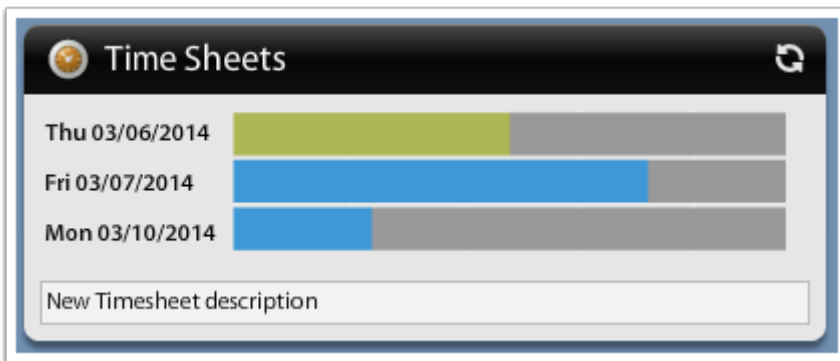 Time Sheets
Thu 03/06/2014
Fri 03/07/2014
Mon 03/10/2014
New Timesheet description